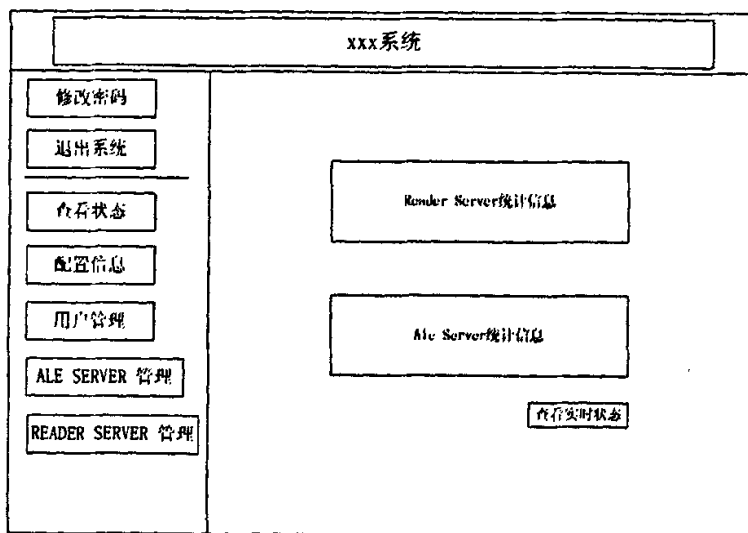 xxx系统
修改密码
退出系统
查看状态
配置信息
用户管理
ALE SERVER 管理
READER SERVER 管理
Reader Server统计信息
Ale Server统计信息
查看实时状态